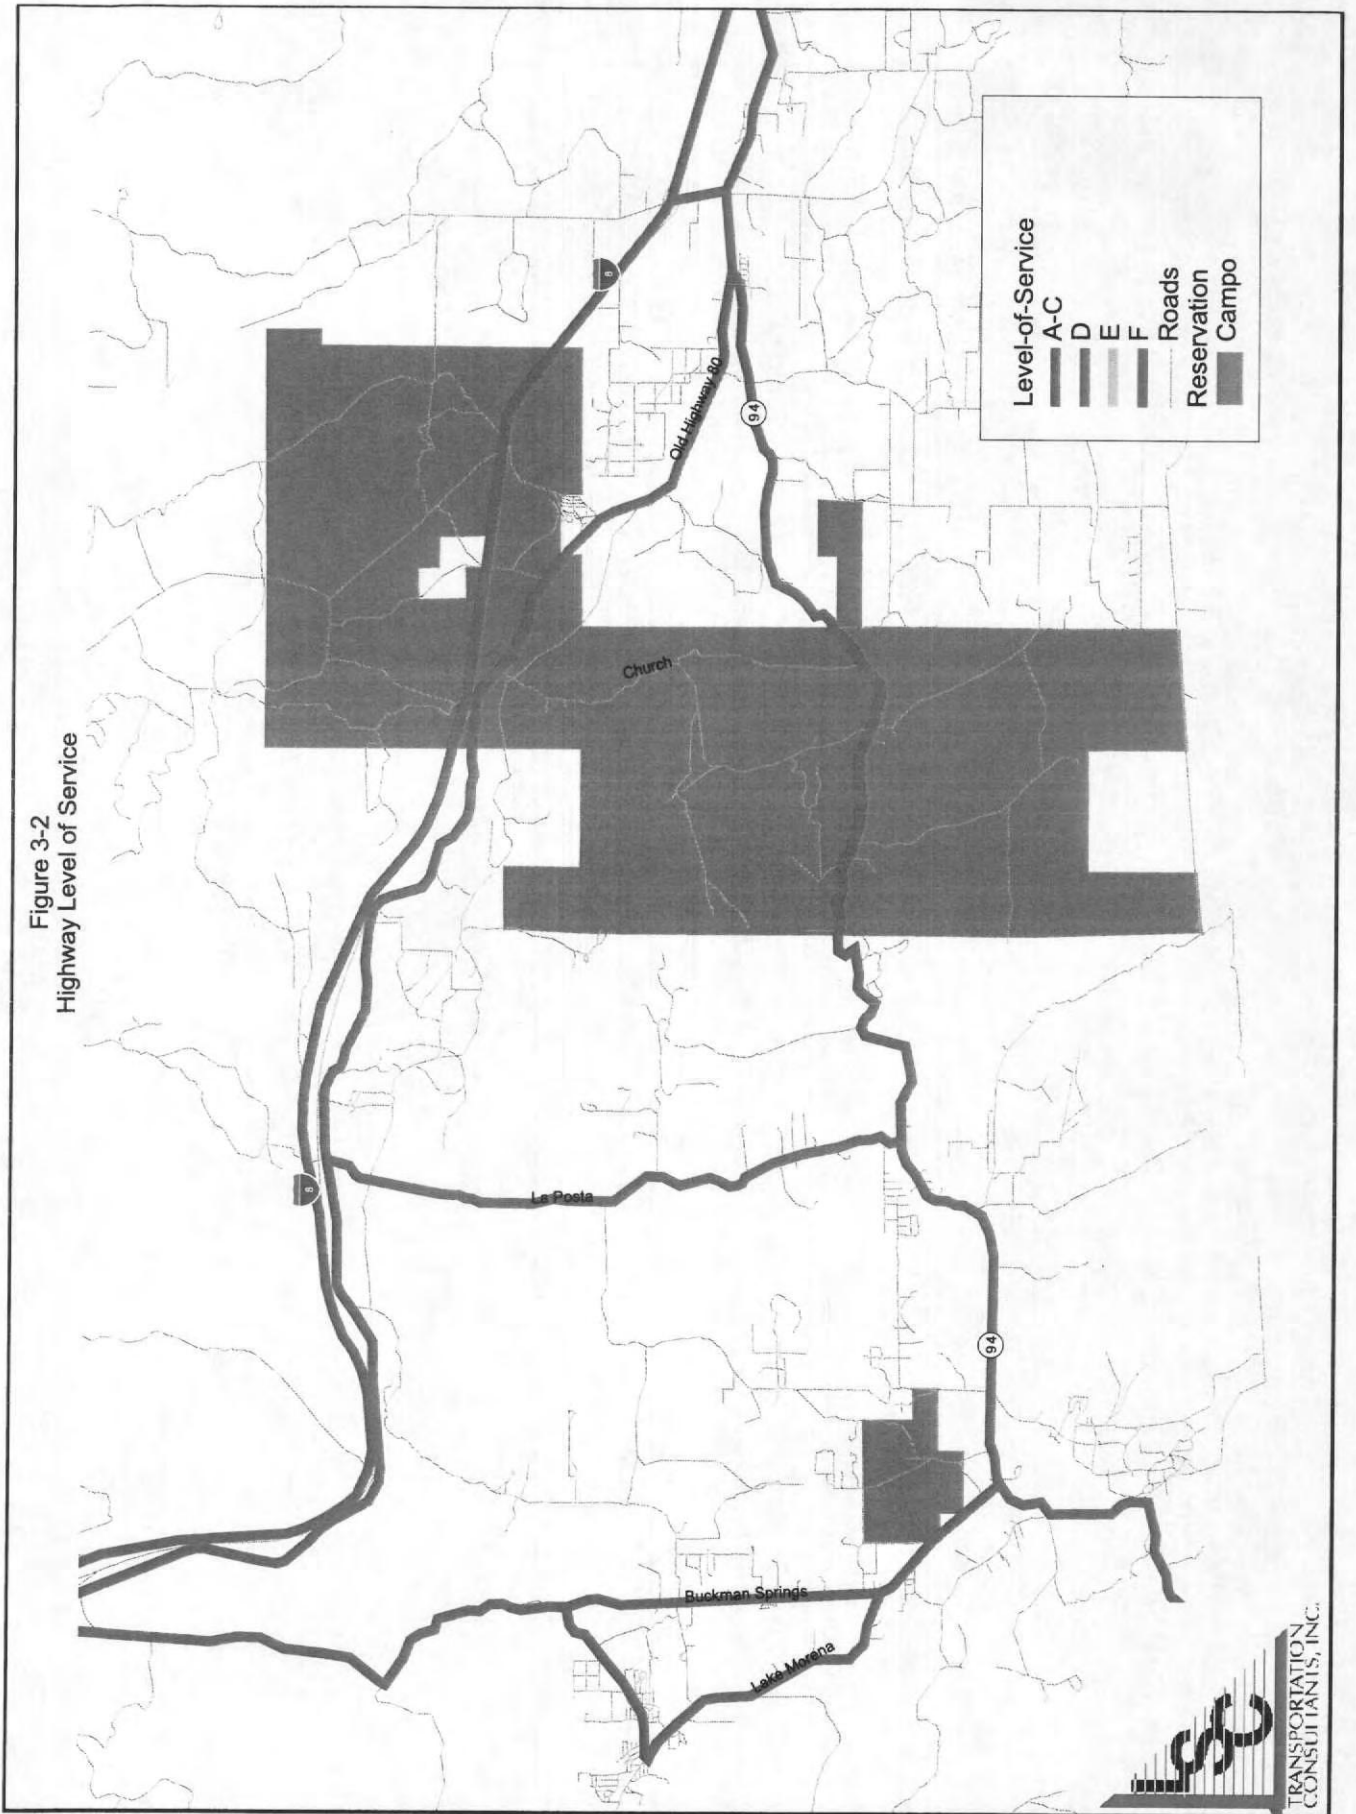 Figure 3-2
Highway Level of Service
8
8
Old Highway 80
94
Church
La Posta
94
Buckman Springs
Lake Morena
Level-of-Service
A-C
D
E
F
Roads
Reservation
Campo
LSC
TRANSPORTATION
CONSULTANTS, INC.